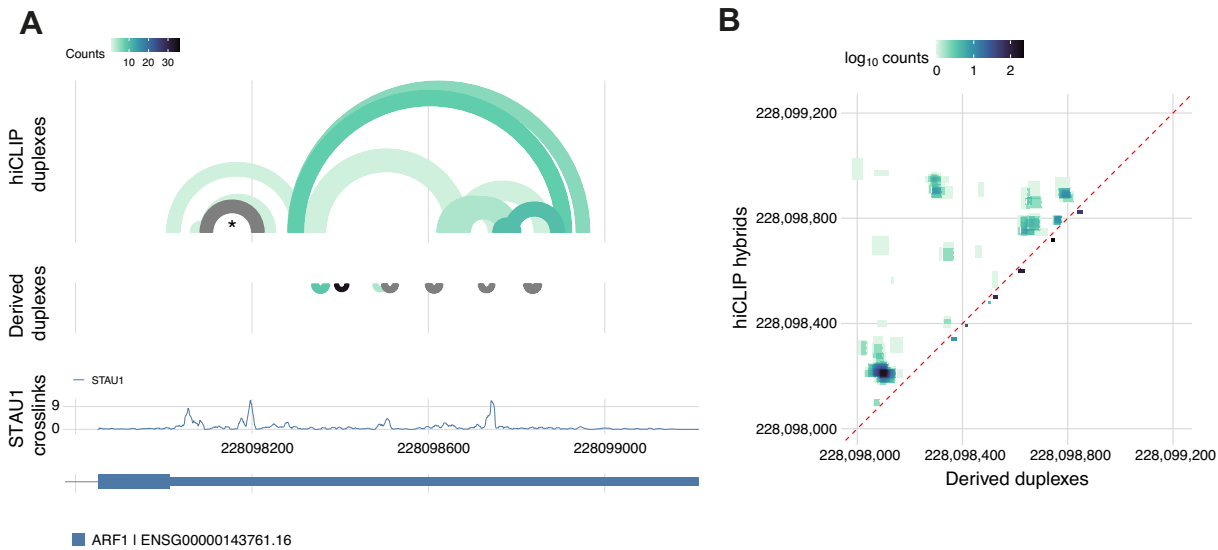 A
Counts
10 20 30
hiCLIP
duplexes
*
Derived
duplexes
STAU1
STAU1
crosslinks
9
0
228098200
228098600
228099000
ARF1 | ENSG00000143761.16
B
log10 counts
0 1 2
hiCLIP hybrids
228,099,200
228,098,800
228,098,400
228,098,000
228,098,000
228,098,400
228,098,800
228,099,200
Derived duplexes